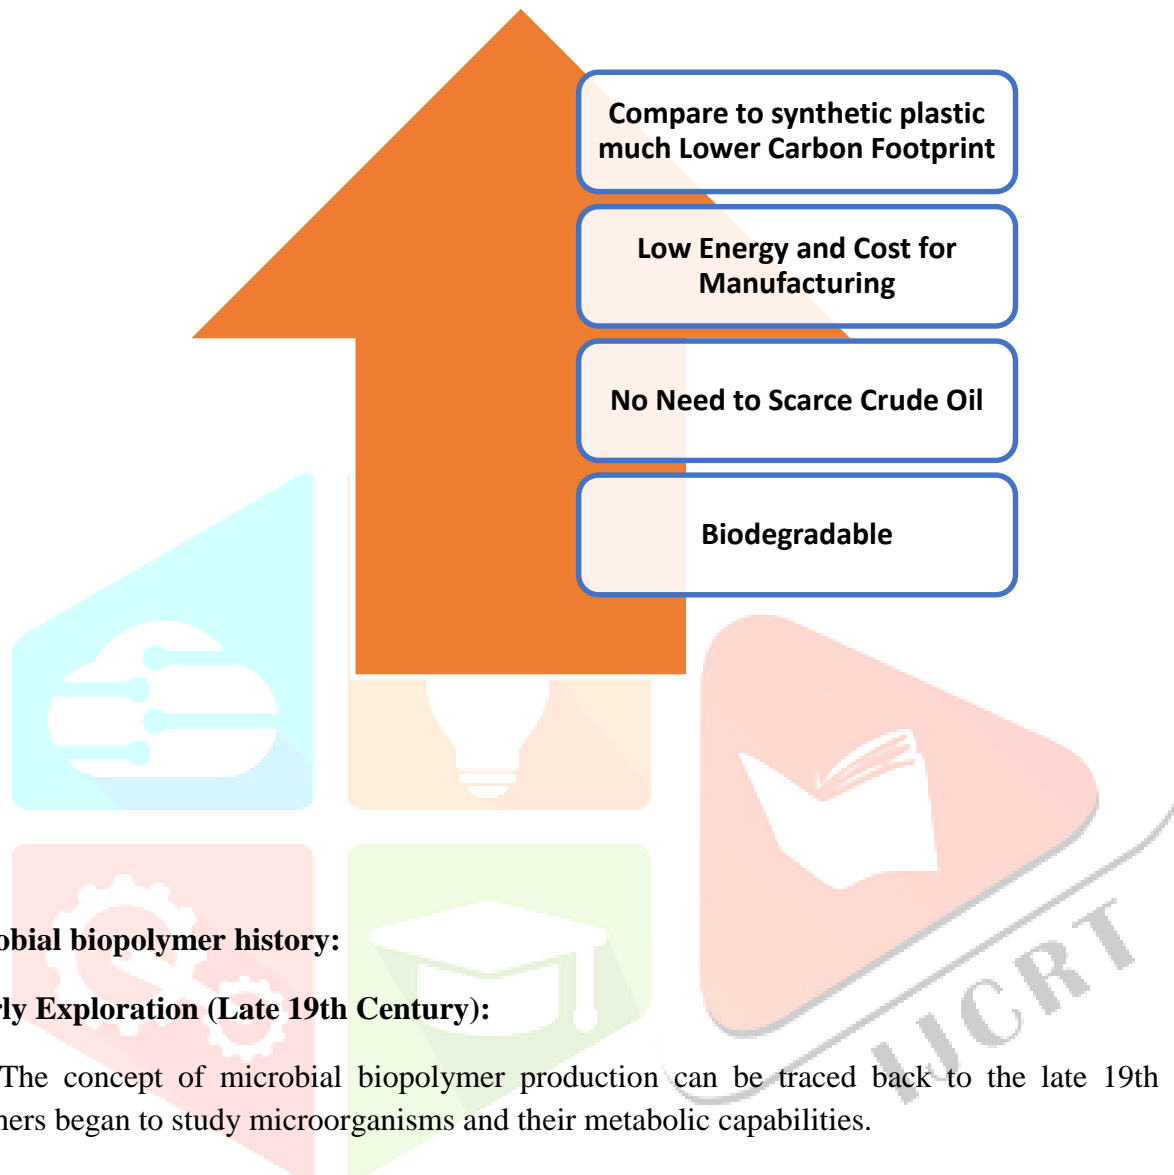 Compare to synthetic plastic
much Lower Carbon Footprint
Low Energy and Cost for
Manufacturing
No Need to Scarce Crude Oil
Biodegradable
obial biopolymer history:
rly Exploration (Late 19th Century):
The concept of microbial biopolymer production can be traced back to the late 19th
ners began to study microorganisms and their metabolic capabilities.
IJCRT